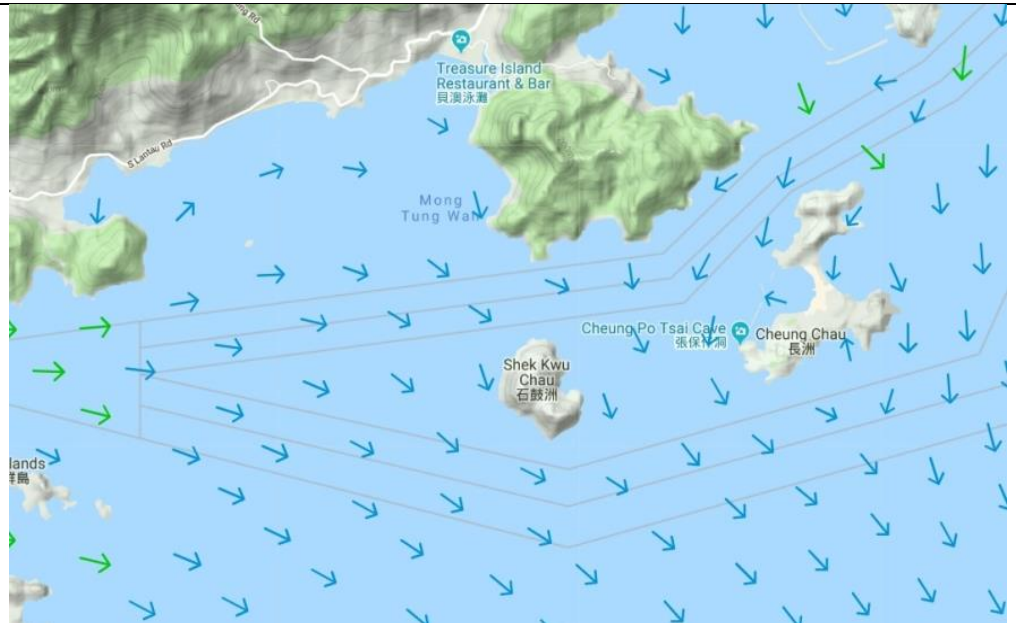 Treasure Island
Restaurant & Bar
貝澳泳灘
S Lantau Rd
Mong
Tung Wan
Cheung Po Tsai Cave
張保仔洞
Cheung Chau
長洲
Shek Kwu
Chau
石鼓洲